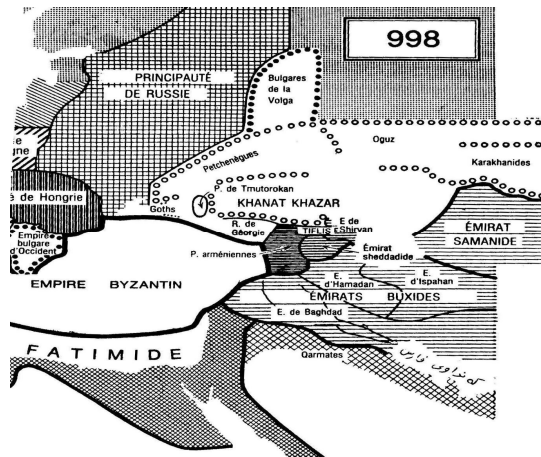 998
PRINCIPAUTÉ
DE RUSSIE
Bulgares
de la
Volga
Oguz
Petchenègues
Karakhanides
P. de Tmutorokan
é de Hongrie
Goths
KHANAT KHAZAR
R. de
Géorgie
TIFLIS
E de
Shirvan
ÉMIRAT
SAMANIDE
Empire
bulgare
d'Occident
P. arméniennes
Émirat
sheddadide
EMPIRE BYZANTIN
E.
d'Hamadan
E.
d'Ispahan
ÉMIRATS BUXIDES
E. de Baghdad
FATIMIDE
Qarmates